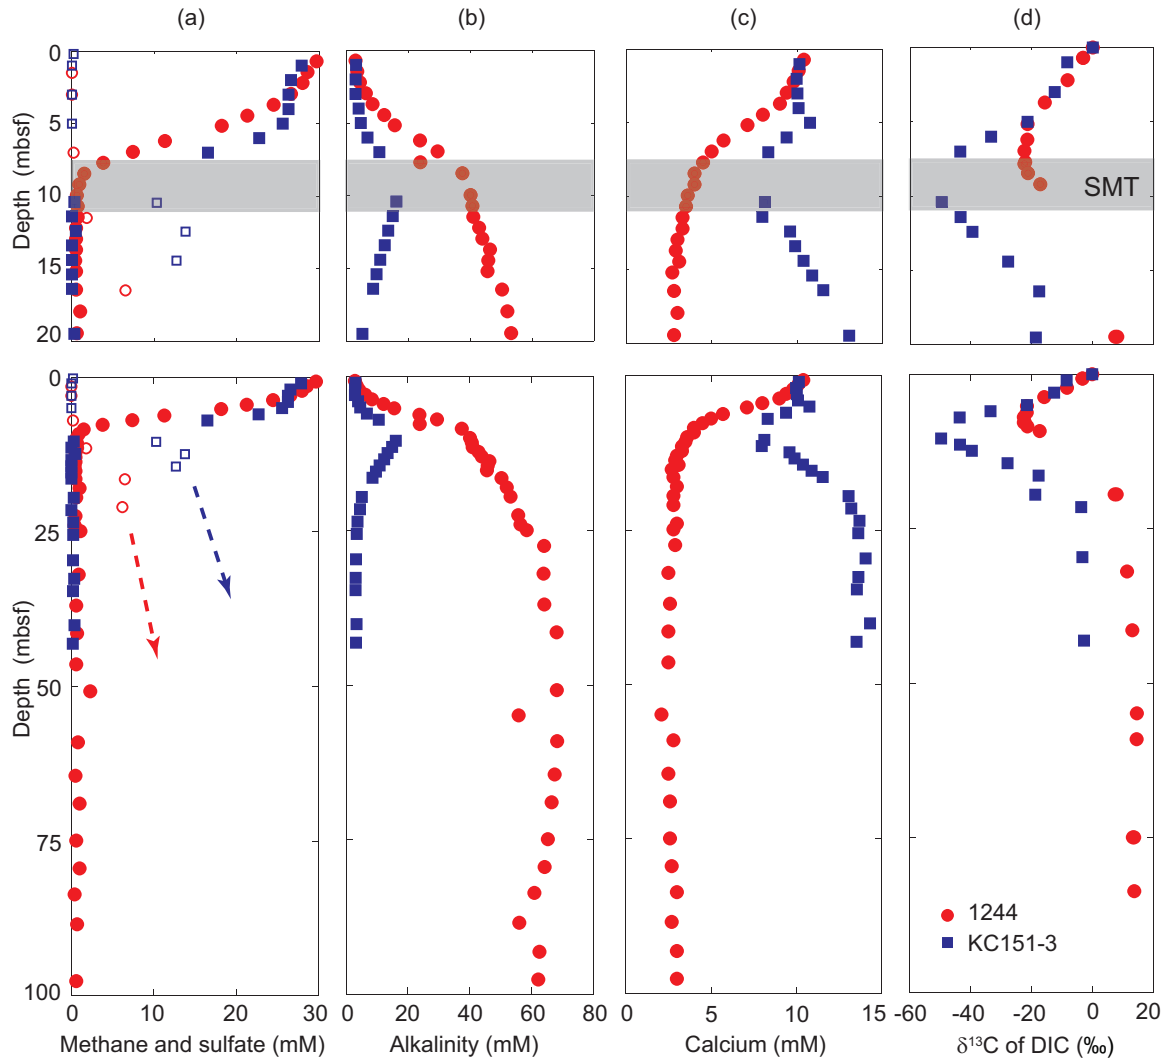 (a) (b) (c) (d)
0
5
10
15
20
Depth (mbsf)
SMT
0
25
50
75
100
Depth (mbsf)
1244
KC151-3
0 10 20 30 0 20 40 60 80 0 5 10 15 -60 -40 -20 0 20
Methane and sulfate (mM) Alkalinity (mM) Calcium (mM) δ¹³C of DIC (‰)